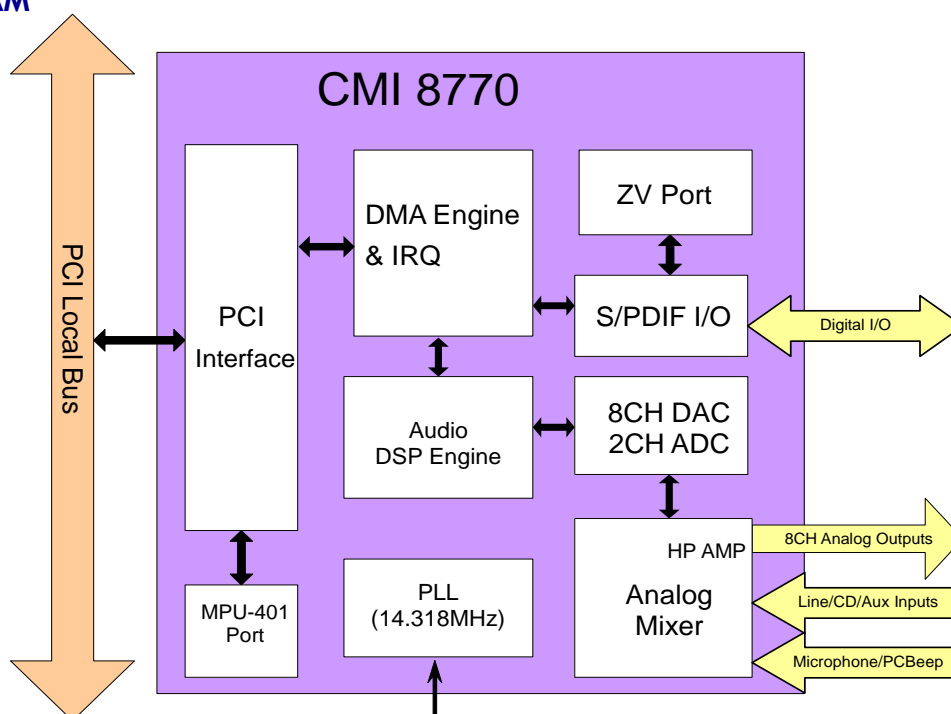 CMI 8770
PCI Local Bus
PCI
Interface
DMA Engine
& IRQ
ZV Port
S/PDIF I/O
Digital I/O
Audio
DSP Engine
8CH DAC
2CH ADC
HP AMP
Analog
Mixer
8CH Analog Outputs
Line/CD/Aux Inputs
Microphone/PCBeep
MPU-401
Port
PLL
(14.318MHz)